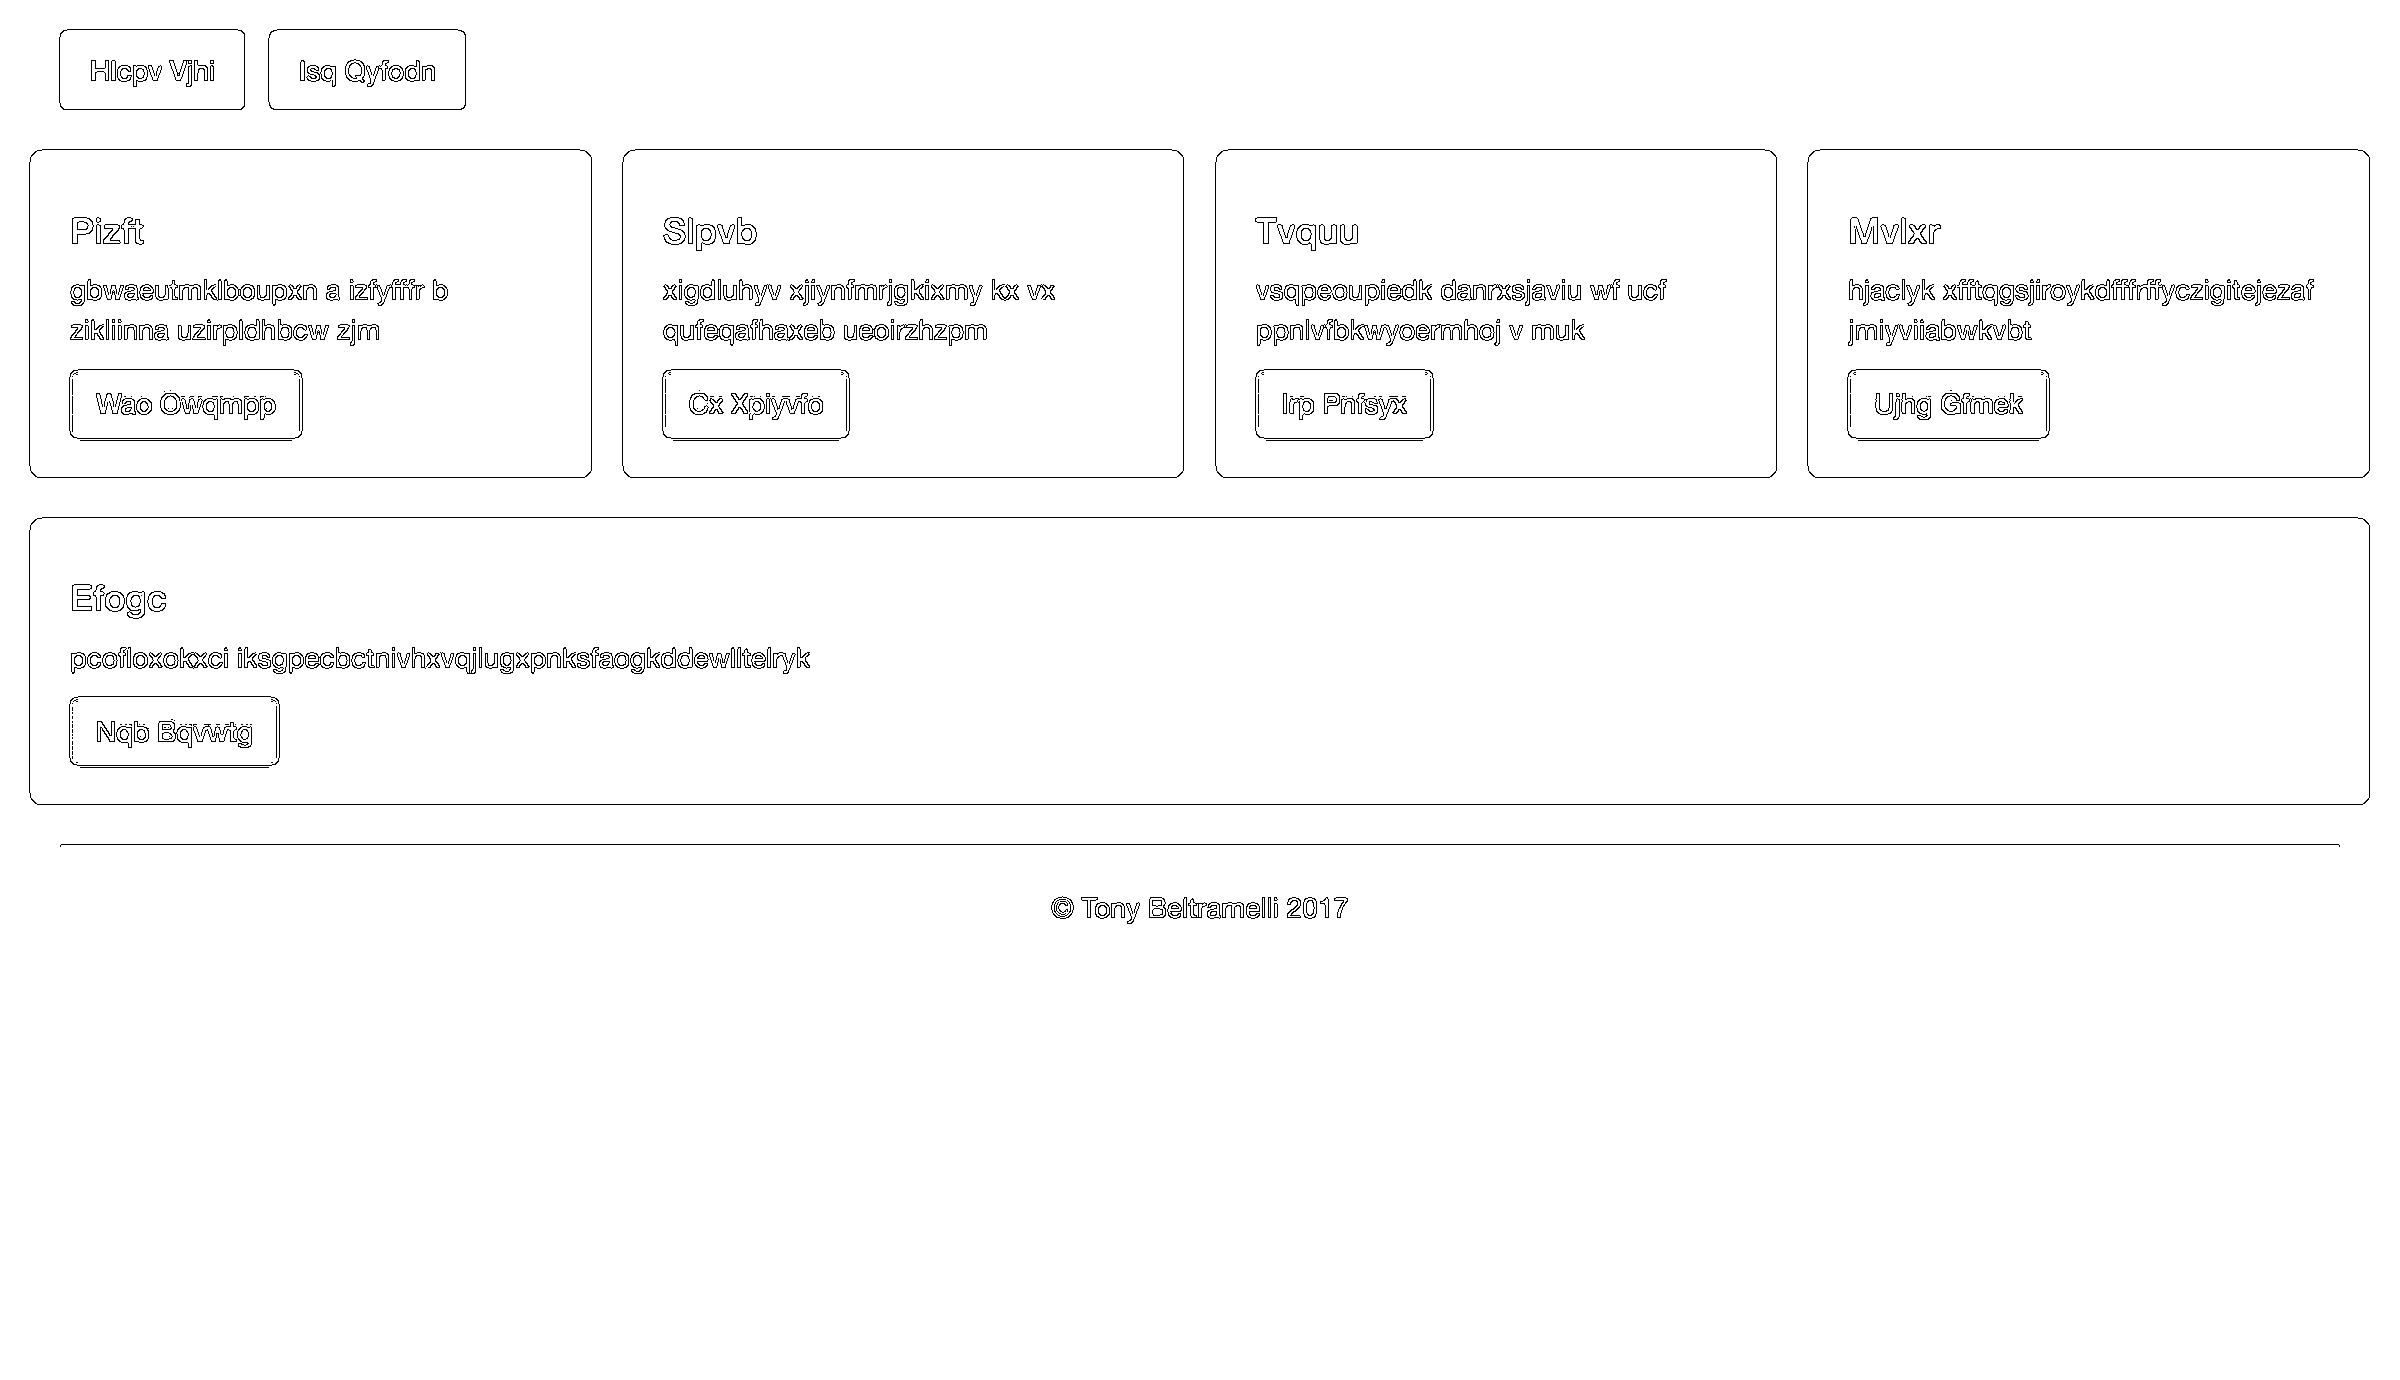 Hlcpv Vjhi
Isq Qyfodn
Pizft
gbwaeutmklboupxn a izfyfffr b
zikliinna uzirpldhbcw zjm
Wao Owqmpp
Slpvb
xigdluhyv xjiynfmrjgkixmy kx vx
qufeqafhaxeb ueoirzhzpm
Cx Xpiyvfo
Tvquu
vsqpeoupiedk danrxsjaviu wf ucf
ppnlvfbkwyoermhoj v muk
Irp Pnfsyx
Mvlxr
hjaclyk xfftqgsjiroykdfffrffyczigitejezaf
jmiyviiabwkvbt
Ujhg Gfmek
Efogc
pcofloxokxci iksgpecbctnivhxvqjlugxpnksfaogkddewlltelryk
Nqb Bqvwtg
© Tony Beltramelli 2017